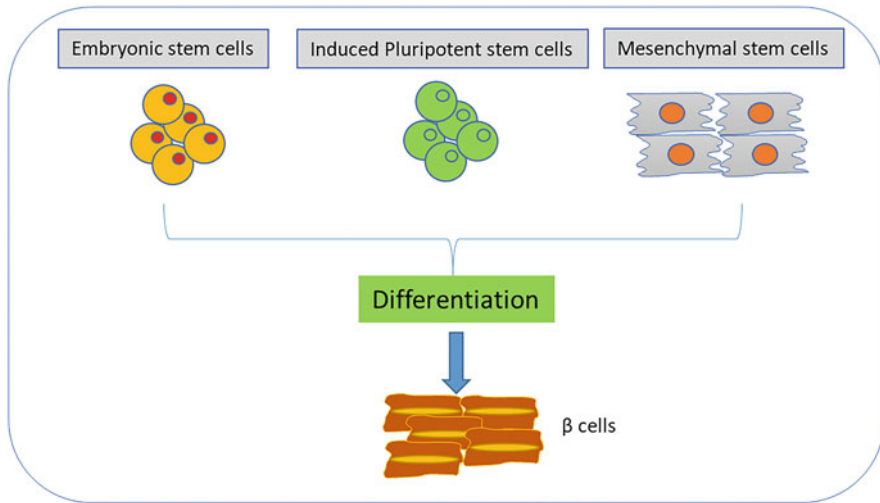 Embryonic stem cells
Induced Pluripotent stem cells
Mesenchymal stem cells
Differentiation
β cells